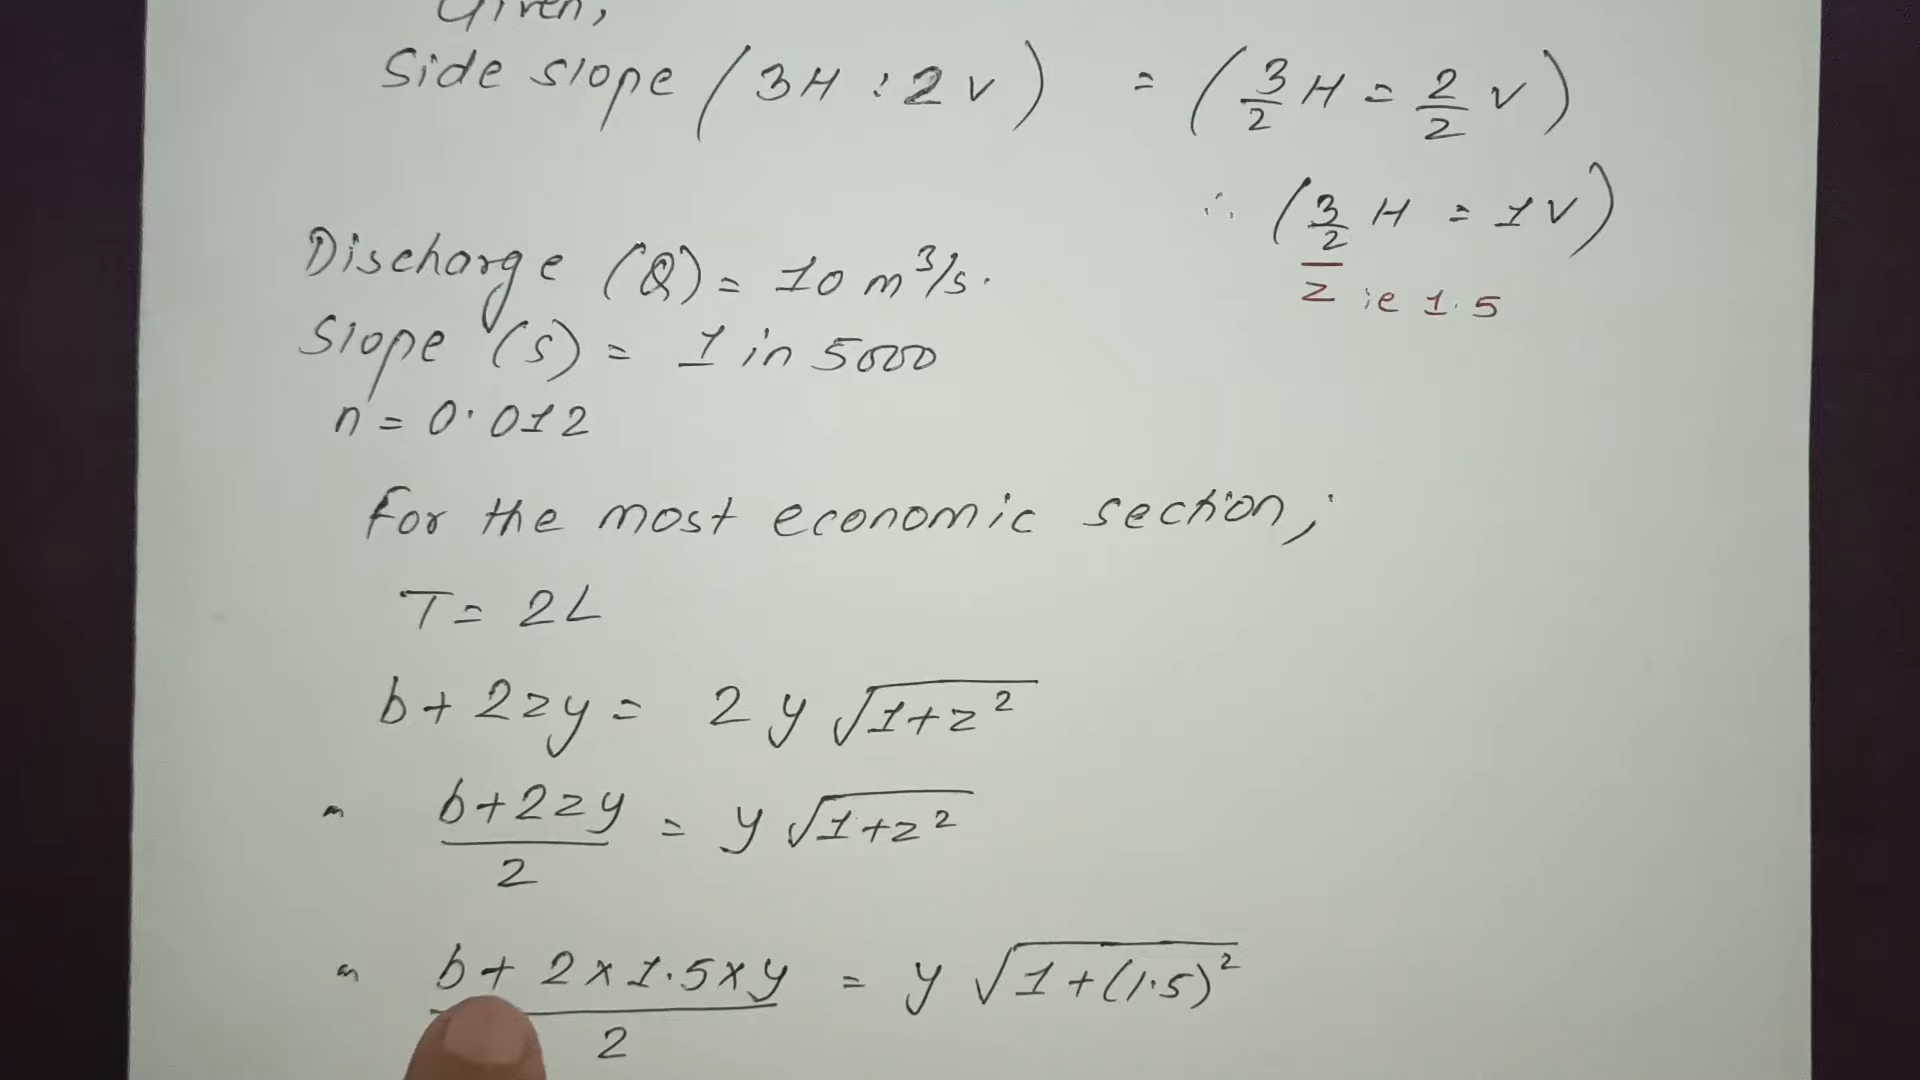 Given,
Side slope (3H : 2V) = (3/2 H = 2/2 V)
∴ (3/2 H = 1V)
z ie 1.5
Discharge (Q) = 10 m³/s.
Slope (S) = 1 in 5000
n = 0.012
For the most economic section;
T = 2L
b + 2zy = 2y √(1+z²)
(b+2zy)/2 = y √(1+z²)
(b + 2×1.5×y)/2 = y √(1+(1.5)²)